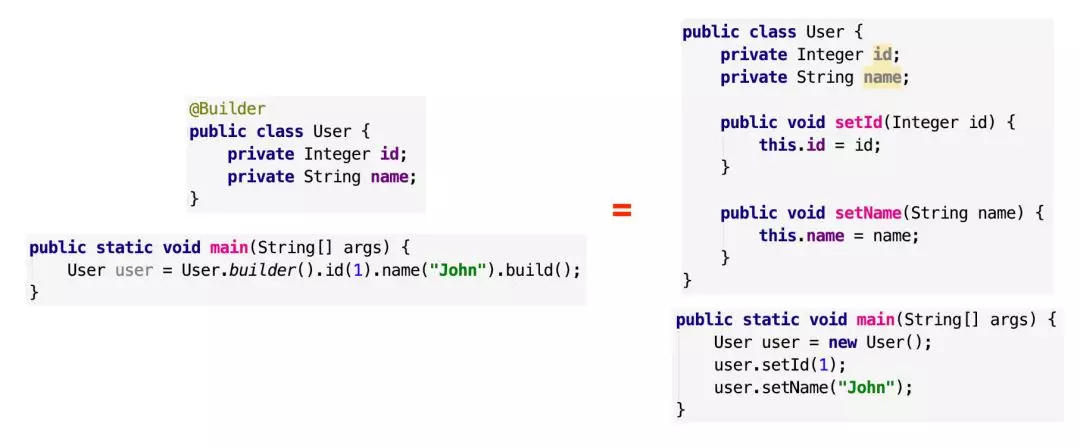 @Builder
public class User {
    private Integer id;
    private String name;
}
public static void main(String[] args) {
    User user = User.builder().id(1).name("John").build();
}
=
public class User {
    private Integer id;
    private String name;

    public void setId(Integer id) {
        this.id = id;
    }

    public void setName(String name) {
        this.name = name;
    }
}
public static void main(String[] args) {
    User user = new User();
    user.setId(1);
    user.setName("John");
}